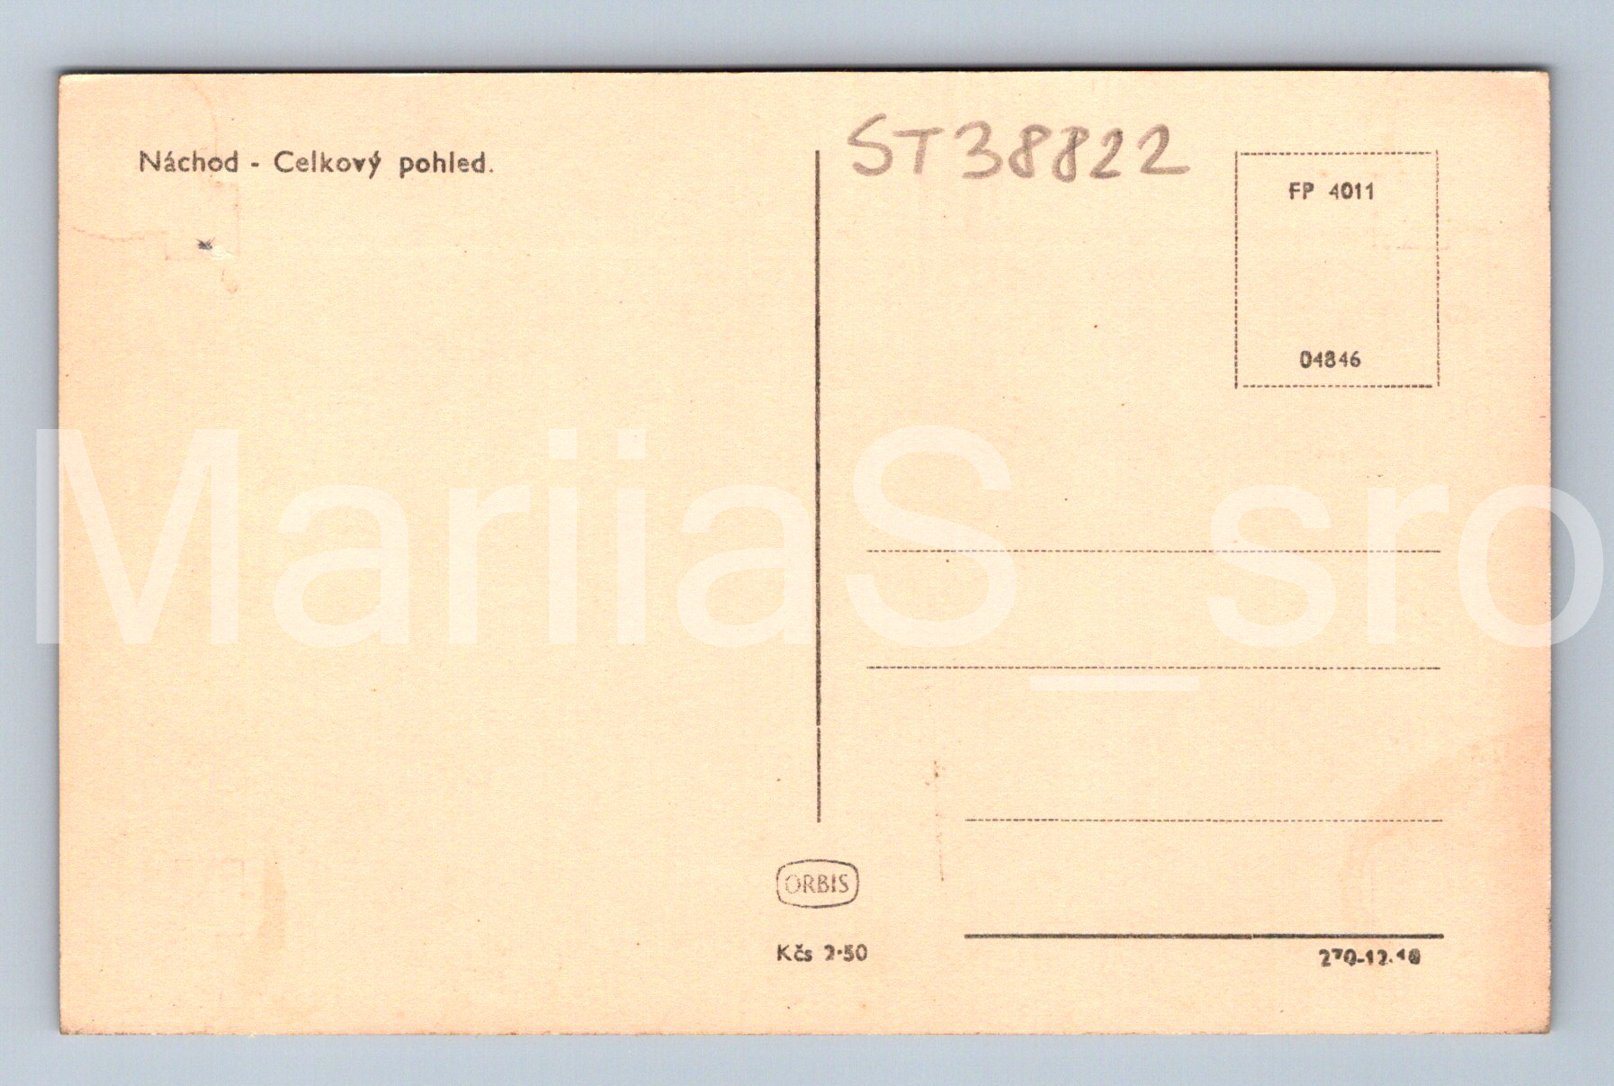 Náchod - Celkový pohled.
ST38822
FP 4011
04846
MariiaS_sro
ORBIS
Kčs 2·50